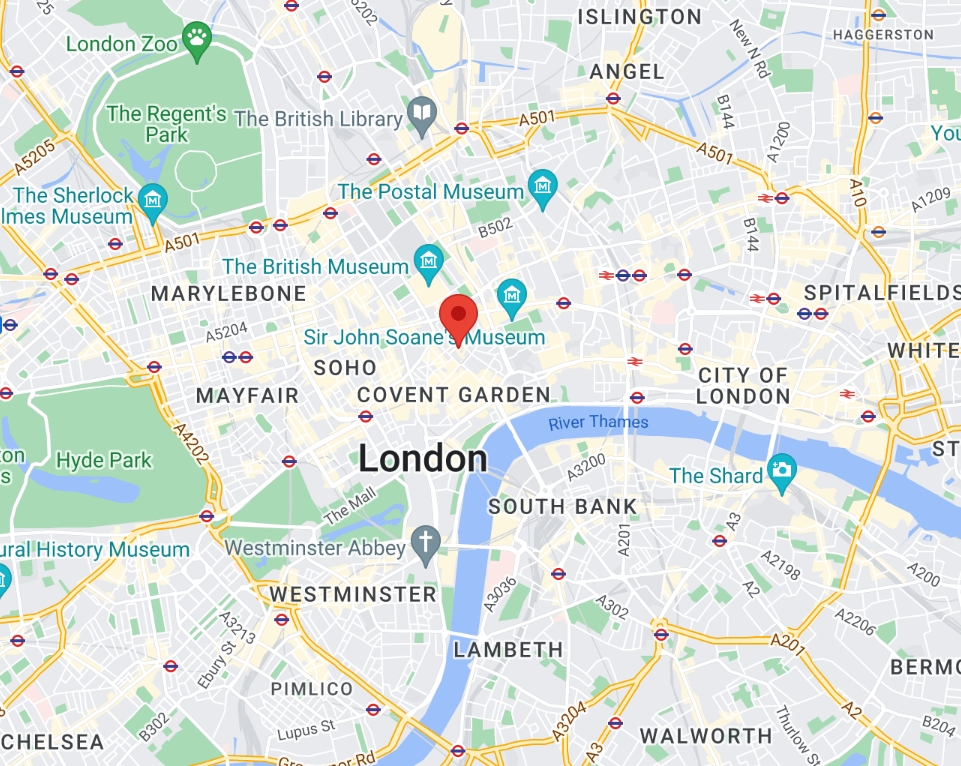 ISLINGTON
HAGGERSTON
London Zoo
New N Rd
ANGEL
The Regent's
Park
The British Library
A501
B144
A1200
A5205
A501
The Sherlock
lmes Museum
The Postal Museum
A10
A1209
B502
B144
A501
The British Museum
MARYLEBONE
SPITALFIELDS
A5204
Sir John Soane's Museum
SOHO
WHITE
MAYFAIR
COVENT GARDEN
CITY OF
LONDON
River Thames
A4202
Hyde Park
London
A3200
The Shard
ST
The Mall
SOUTH BANK
A3
A201
ural History Museum
Westminster Abbey
A2198
A200
WESTMINSTER
A3036
A302
A2
A2206
A3213
Ebury St
LAMBETH
A201
BERMO
PIMLICO
B302
Lupus St
A3204
A2
B204
CHELSEA
WALWORTH
A3
Thurlow St